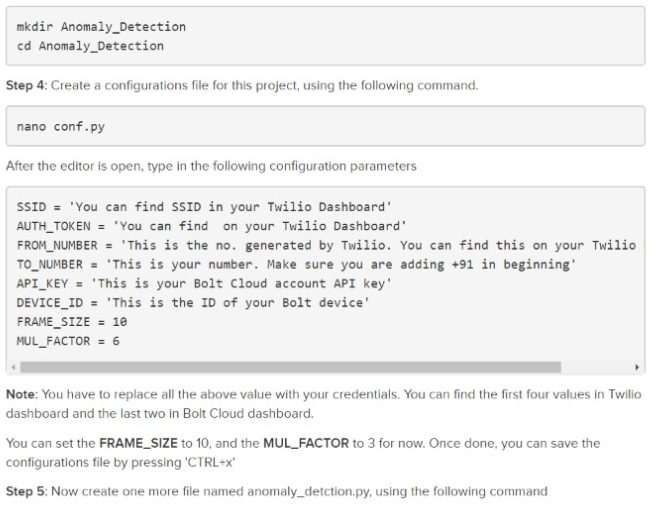 mkdir Anomaly_Detection
cd Anomaly_Detection
Step 4: Create a configurations file for this project, using the following command.
nano conf.py
After the editor is open, type in the following configuration parameters
SSID = 'You can find SSID in your Twilio Dashboard'
AUTH_TOKEN = 'You can find  on your Twilio Dashboard'
FROM_NUMBER = 'This is the no. generated by Twilio. You can find this on your Twilio
TO_NUMBER = 'This is your number. Make sure you are adding +91 in beginning'
API_KEY = 'This is your Bolt Cloud account API key'
DEVICE_ID = 'This is the ID of your Bolt device'
FRAME_SIZE = 10
MUL_FACTOR = 6
Note: You have to replace all the above value with your credentials. You can find the first four values in Twilio
dashboard and the last two in Bolt Cloud dashboard.
You can set the FRAME_SIZE to 10, and the MUL_FACTOR to 3 for now. Once done, you can save the
configurations file by pressing 'CTRL+x'
Step 5: Now create one more file named anomaly_detction.py, using the following command